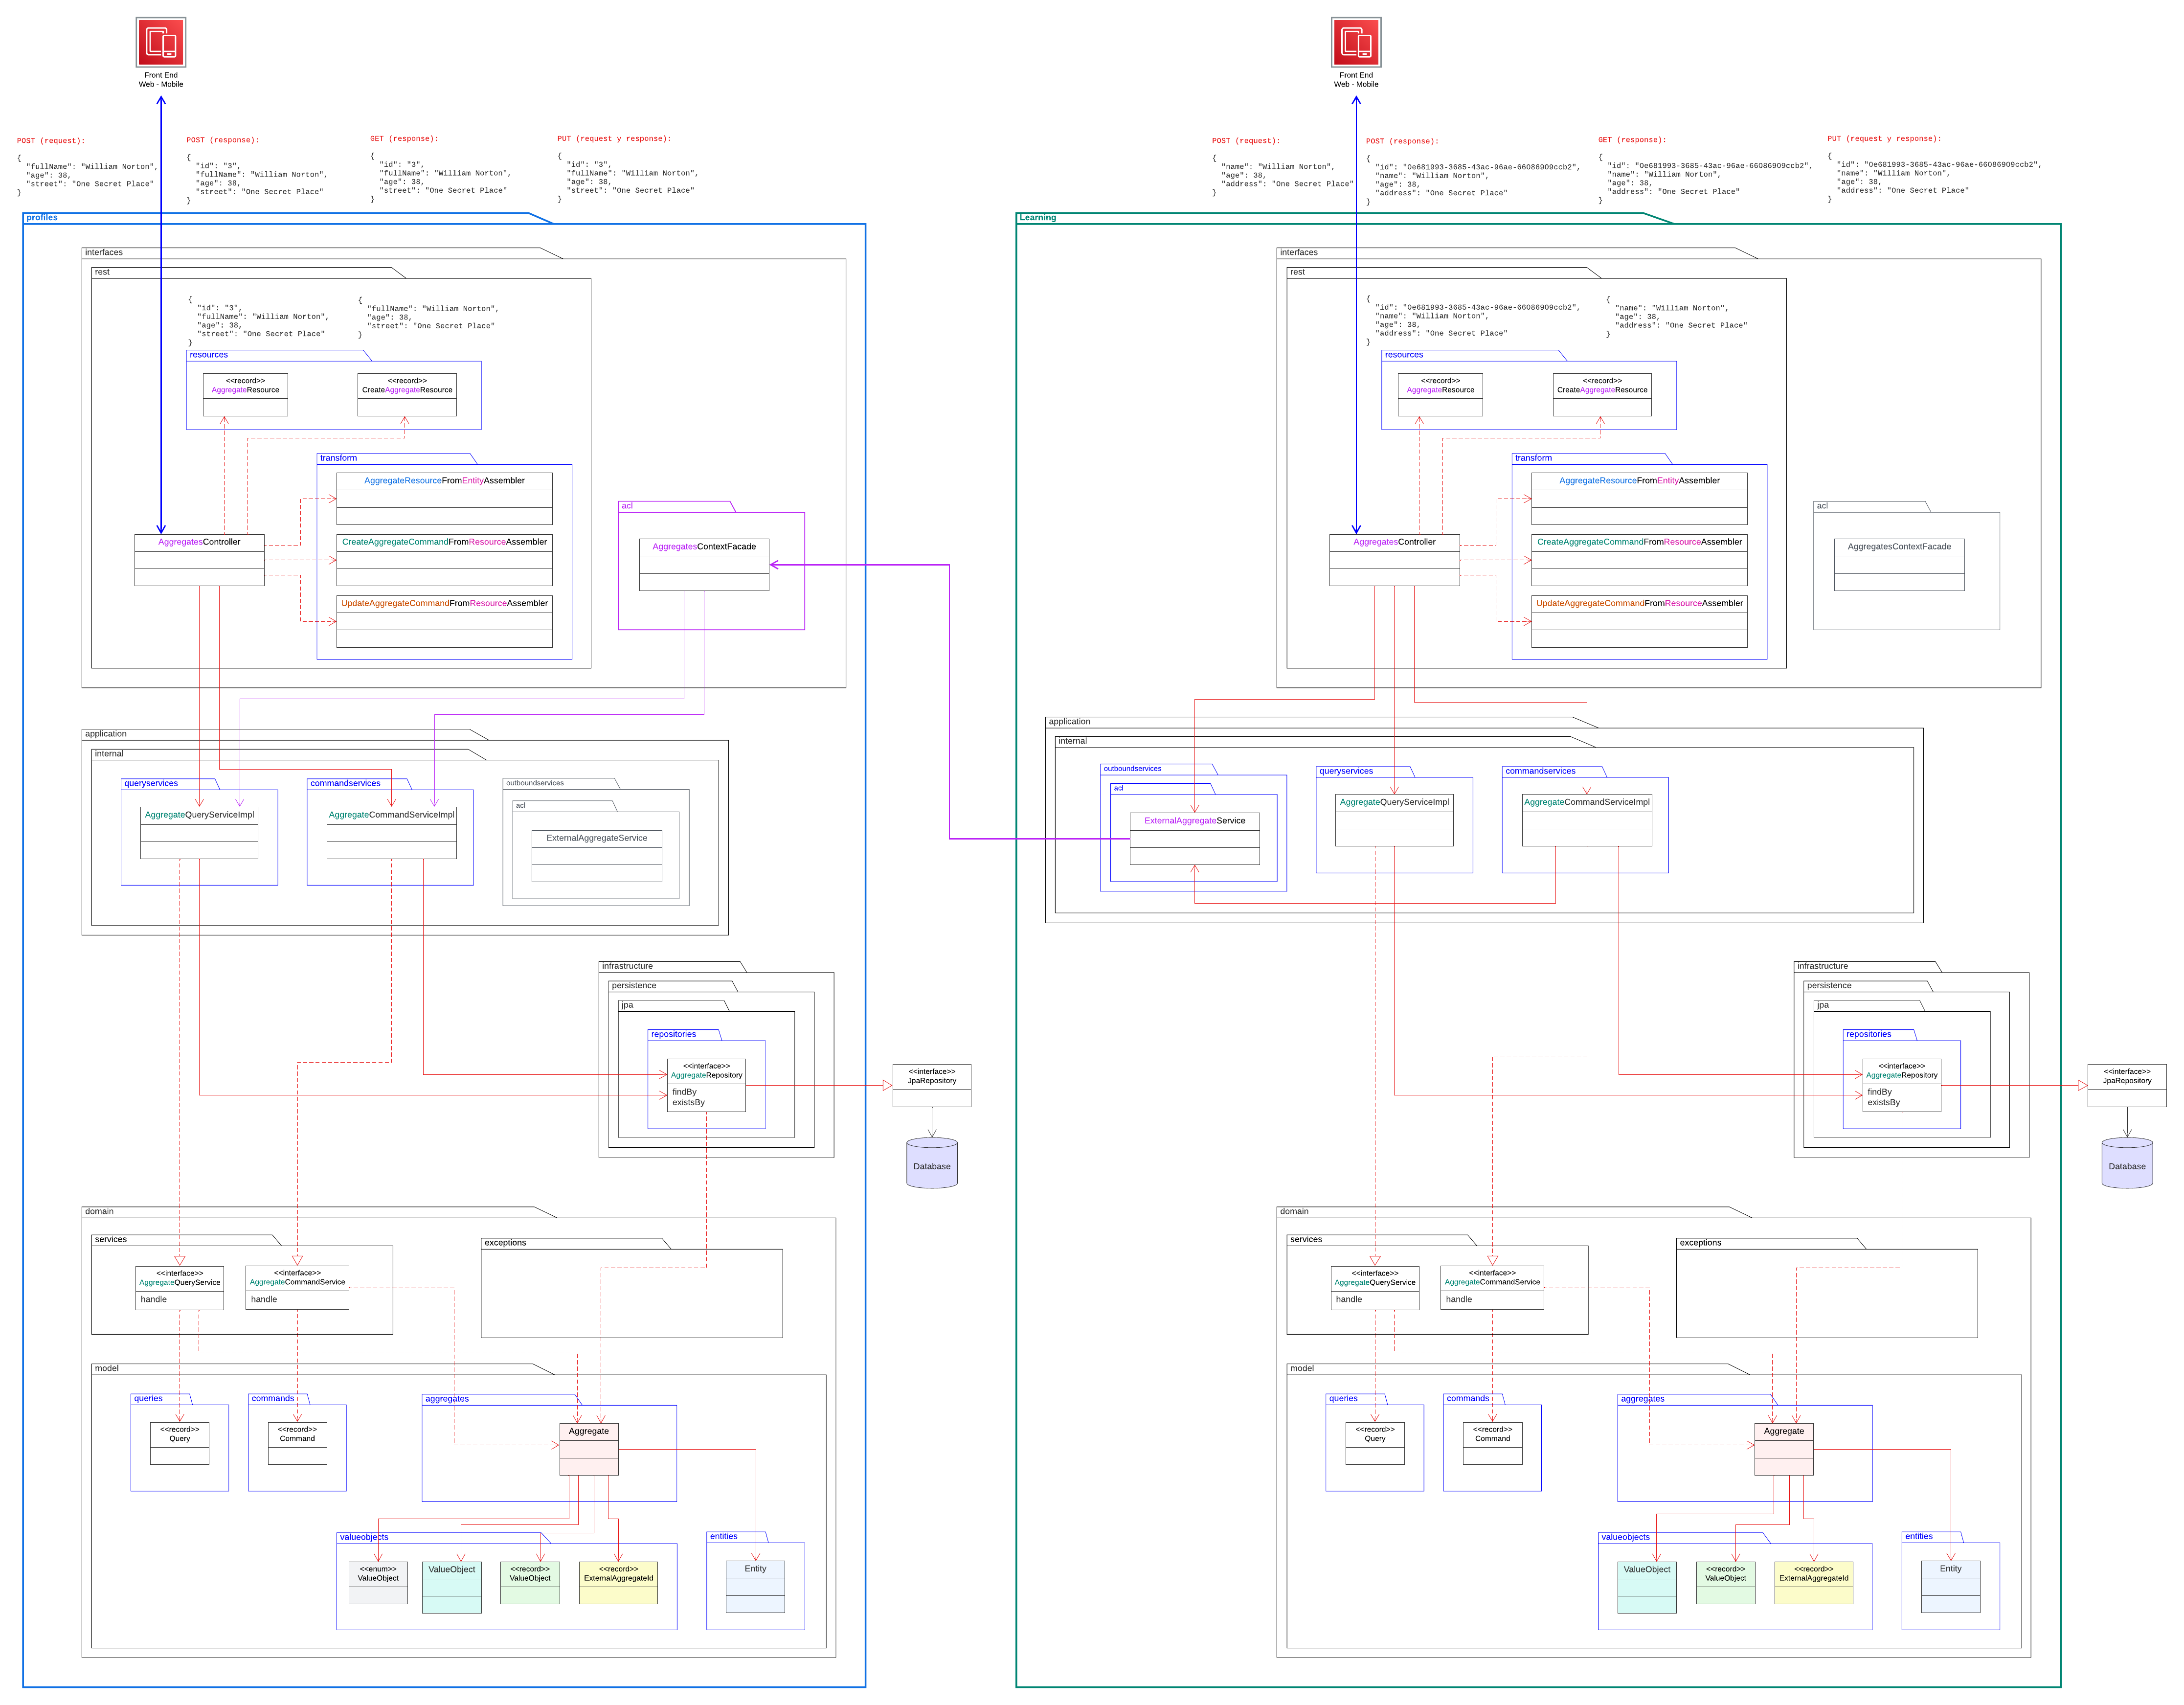 Front End
Web - Mobile
POST (request):
{
"fullName": "William Norton",
"age": 38,
"street": "One Secret Place"
}
POST (response):
{
"id": "3",
"fullName": "William Norton",
"age": 38,
"street": "One Secret Place"
}
GET (response):
{
"id": "3",
"fullName": "William Norton",
"age": 38,
"street": "One Secret Place"
}
PUT (request y response):
{
"id": "3",
"fullName": "William Norton",
"age": 38,
"street": "One Secret Place"
}
profiles
interfaces
rest
{
"id": "3",
"fullName": "William Norton",
"age": 38,
"street": "One Secret Place"
}
{
"fullName": "William Norton",
"age": 38,
"street": "One Secret Place"
}
resources
<<record>>
AggregateResource
<<record>>
CreateAggregateResource
transform
AggregateResourceFromEntityAssembler
CreateAggregateCommandFromResourceAssembler
UpdateAggregateCommandFromResourceAssembler
AggregatesController
acl
AggregatesContextFacade
application
internal
queryservices
AggregateQueryServiceImpl
commandservices
AggregateCommandServiceImpl
outboundservices
acl
ExternalAggregateService
infrastructure
persistence
jpa
repositories
<<interface>>
AggregateRepository
findBy
existsBy
<<interface>>
JpaRepository
Database
domain
services
<<interface>>
AggregateQueryService
handle
<<interface>>
AggregateCommandService
handle
exceptions
model
queries
<<record>>
Query
commands
<<record>>
Command
aggregates
Aggregate
valueobjects
<<enum>>
ValueObject
ValueObject
<<record>>
ValueObject
<<record>>
ExternalAggregateId
entities
Entity
Front End
Web - Mobile
POST (request):
{
"name": "William Norton",
"age": 38,
"address": "One Secret Place"
}
POST (response):
{
"id": "0e681993-3685-43ac-96ae-66086909ccb2",
"name": "William Norton",
"age": 38,
"address": "One Secret Place"
}
GET (response):
{
"id": "0e681993-3685-43ac-96ae-66086909ccb2",
"name": "William Norton",
"age": 38,
"address": "One Secret Place"
}
PUT (request y response):
{
"id": "0e681993-3685-43ac-96ae-66086909ccb2",
"name": "William Norton",
"age": 38,
"address": "One Secret Place"
}
Learning
interfaces
rest
{
"id": "0e681993-3685-43ac-96ae-66086909ccb2",
"name": "William Norton",
"age": 38,
"address": "One Secret Place"
}
{
"name": "William Norton",
"age": 38,
"address": "One Secret Place"
}
resources
<<record>>
AggregateResource
<<record>>
CreateAggregateResource
transform
AggregateResourceFromEntityAssembler
CreateAggregateCommandFromResourceAssembler
UpdateAggregateCommandFromResourceAssembler
AggregatesController
acl
AggregatesContextFacade
application
internal
outboundservices
acl
ExternalAggregateService
queryservices
AggregateQueryServiceImpl
commandservices
AggregateCommandServiceImpl
infrastructure
persistence
jpa
repositories
<<interface>>
AggregateRepository
findBy
existsBy
<<interface>>
JpaRepository
Database
domain
services
<<interface>>
AggregateQueryService
handle
<<interface>>
AggregateCommandService
handle
exceptions
model
queries
<<record>>
Query
commands
<<record>>
Command
aggregates
Aggregate
valueobjects
ValueObject
<<record>>
ValueObject
<<record>>
ExternalAggregateId
entities
Entity